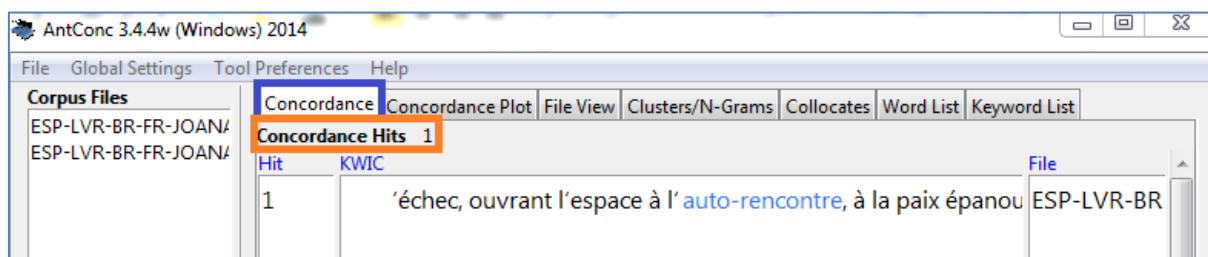 AntConc 3.4.4w (Windows) 2014
File Global Settings Tool Preferences Help
Corpus Files
Concordance Concordance Plot File View Clusters/N-Grams Collocates Word List Keyword List
ESP-LVR-BR-FR-JOANA
Concordance Hits 1
ESP-LVR-BR-FR-JOANA
Hit KWIC File
1 'échec, ouvrant l'espace à l'auto-rencontre, à la paix épanou ESP-LVR-BR